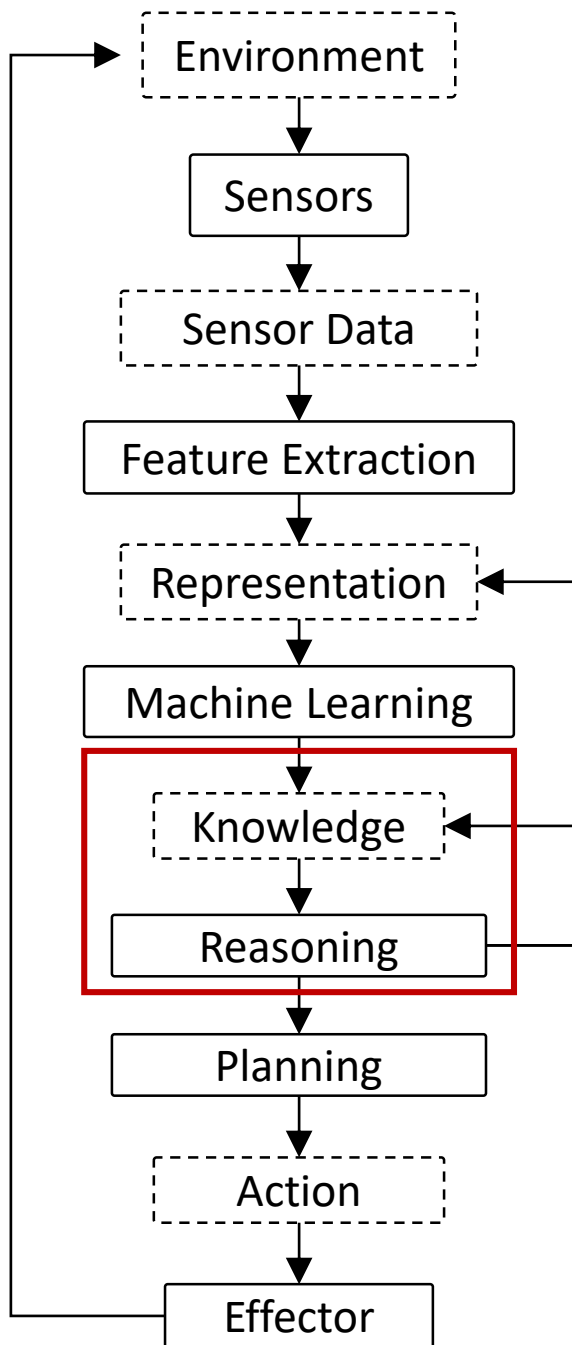 Environment
Sensors
Sensor Data
Feature Extraction
Representation
Machine Learning
Knowledge
Reasoning
Planning
Action
Effector